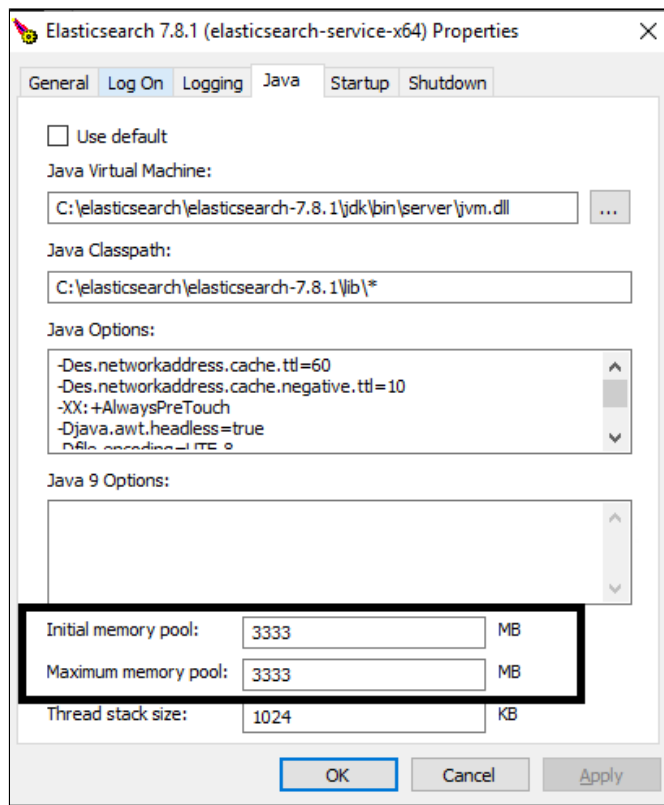 Elasticsearch 7.8.1 (elasticsearch-service-x64) Properties
General Log On Logging Java Startup Shutdown
Use default
Java Virtual Machine:
C:\elasticsearch\elasticsearch-7.8.1\jdk\bin\server\jvm.dll ...
Java Classpath:
C:\elasticsearch\elasticsearch-7.8.1\lib\*
Java Options:
-Des.networkaddress.cache.ttl=60
-Des.networkaddress.cache.negative.ttl=10
-XX:+AlwaysPreTouch
-Djava.awt.headless=true
-Dfile.encoding=UTF-8
Java 9 Options:
Initial memory pool: 3333 MB
Maximum memory pool: 3333 MB
Thread stack size: 1024 KB
OK Cancel Apply